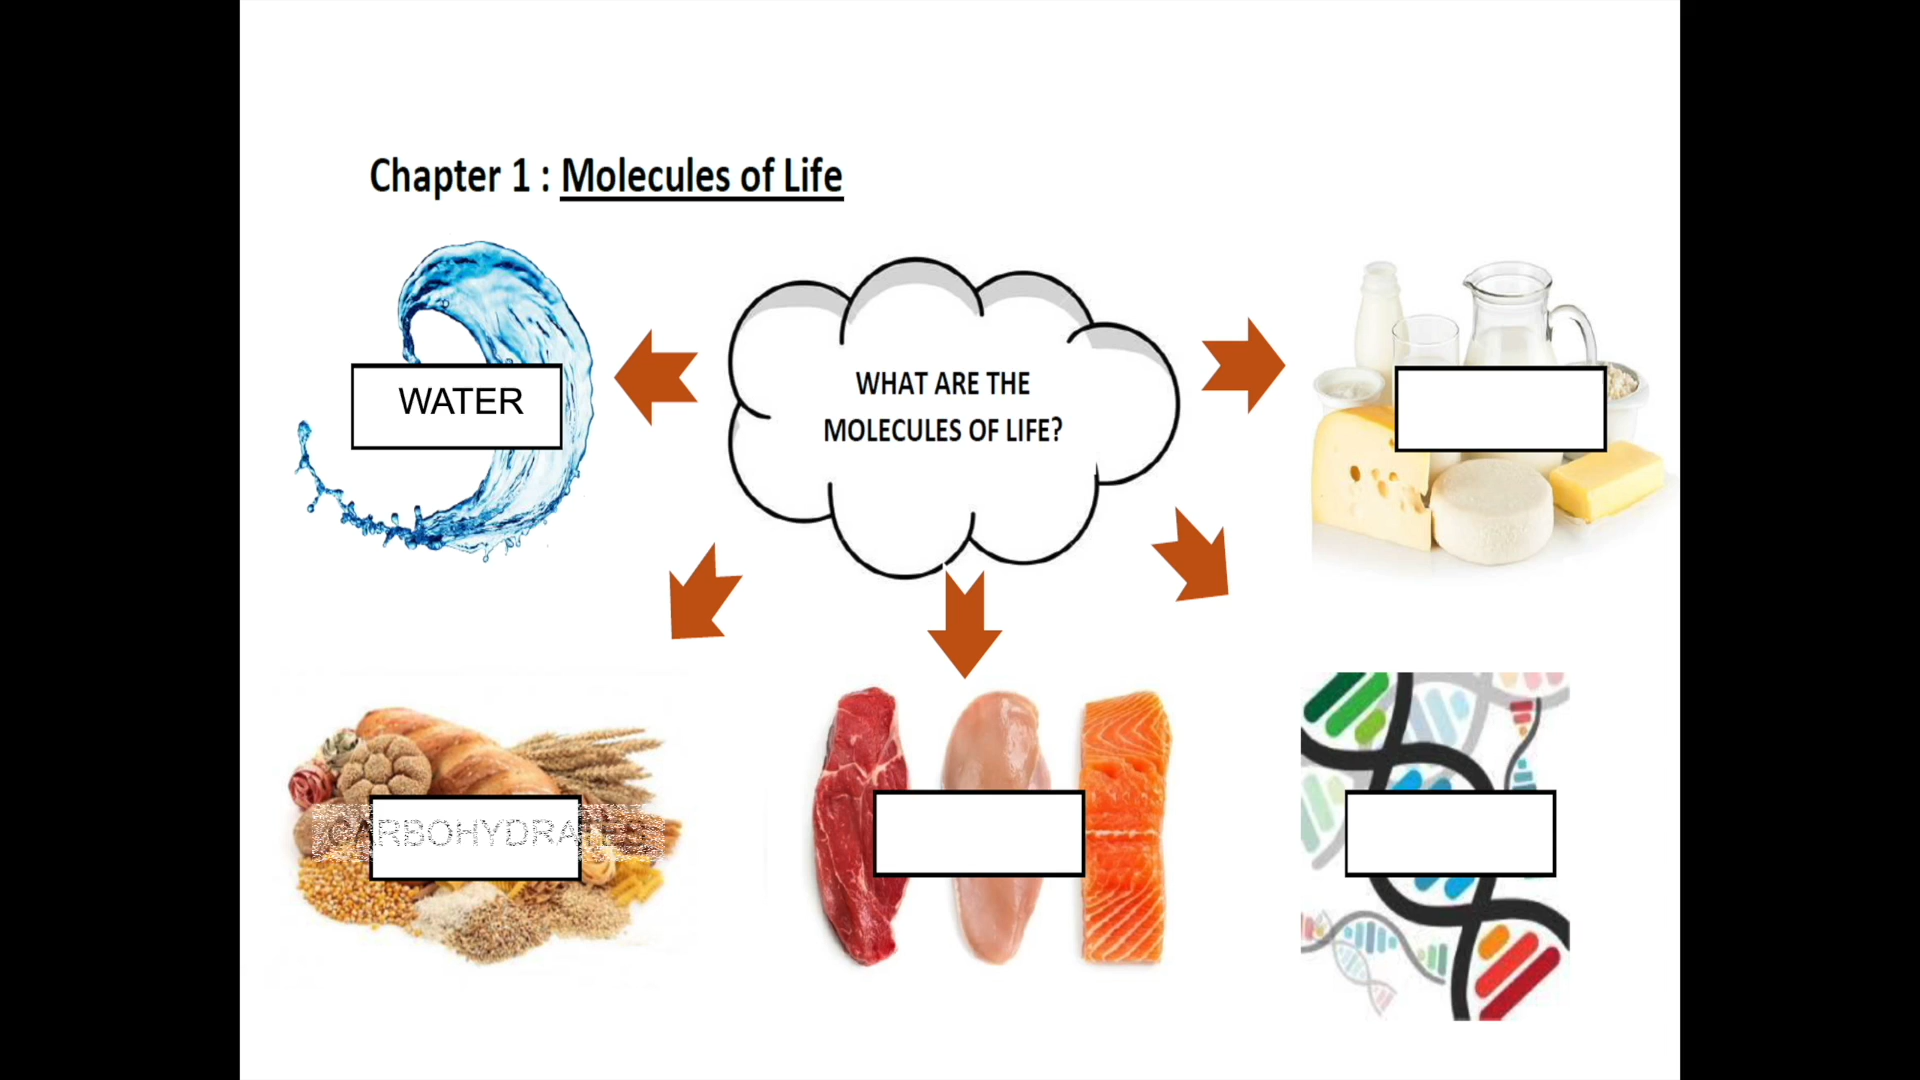 Chapter 1 : Molecules of Life
WATER
WHAT ARE THE
MOLECULES OF LIFE?
CARBOHYDRATES